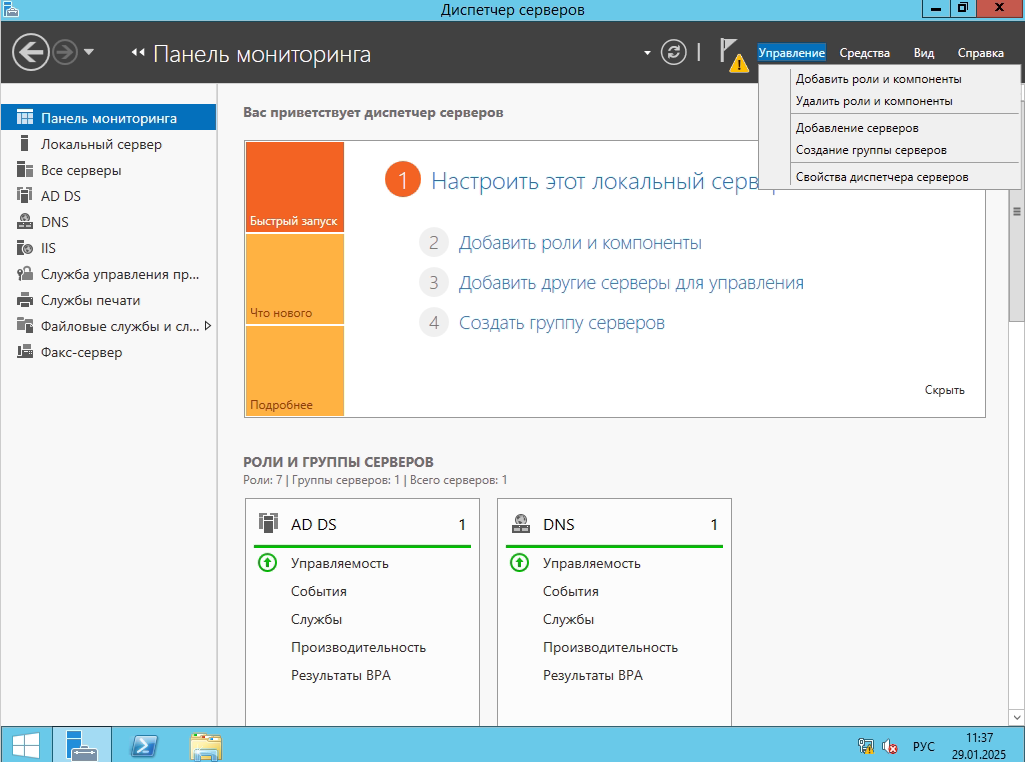 Диспетчер серверов
Панель мониторинга
Управление Средства Вид Справка
Добавить роли и компоненты
Удалить роли и компоненты
Добавление серверов
Создание группы серверов
Свойства диспетчера серверов
Панель мониторинга
Локальный сервер
Все серверы
AD DS
DNS
IIS
Служба управления пр...
Службы печати
Файловые службы и сл...
Факс-сервер
Вас приветствует диспетчер серверов
Быстрый запуск
Что нового
Подробнее
1 Настроить этот локальный серв
2 Добавить роли и компоненты
3 Добавить другие серверы для управления
4 Создать группу серверов
Скрыть
РОЛИ И ГРУППЫ СЕРВЕРОВ
Роли: 7 | Группы серверов: 1 | Всего серверов: 1
AD DS 1
Управляемость
События
Службы
Производительность
Результаты BPA
DNS 1
Управляемость
События
Службы
Производительность
Результаты BPA
РУС
11:37
29.01.2025